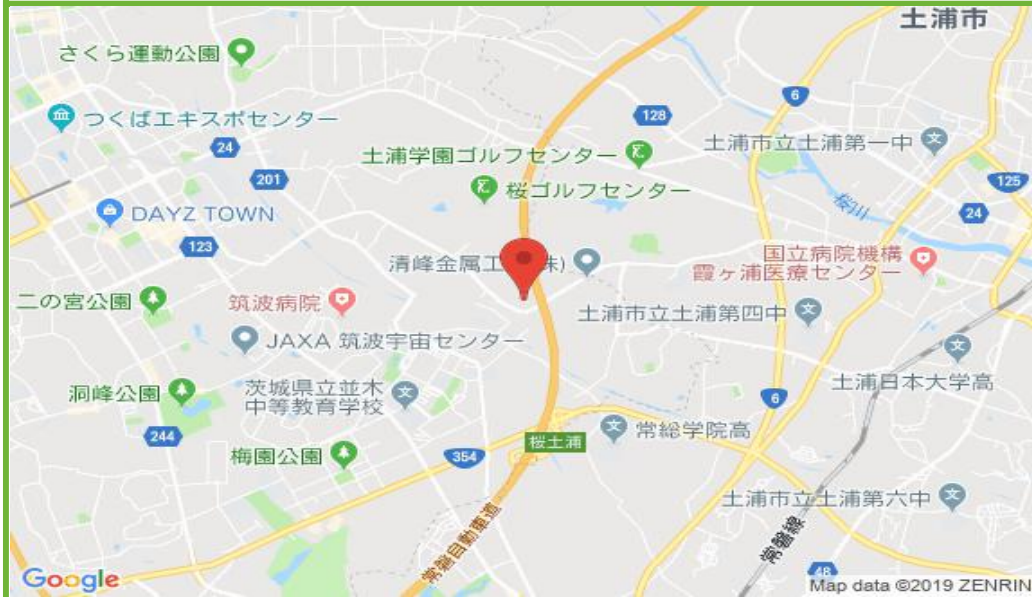 土浦市
さくら運動公園
6
つくばエキスポセンター
128
土浦市立土浦第一中
24
土浦学園ゴルフセンター
201
桜ゴルフセンター
125
DAYZ TOWN
桜川
24
123
清峰金属工
株)
国立病院機構
霞ヶ浦医療センター
二の宮公園
筑波病院
土浦市立土浦第四中
JAXA 筑波宇宙センター
洞峰公園
茨城県立並木
中等教育学校
土浦日本大学高
6
244
常総学院高
桜土浦
梅園公園
354
土浦市立土浦第六中
常磐自動車道
常磐線
48
Google
Map data ©2019 ZENRIN